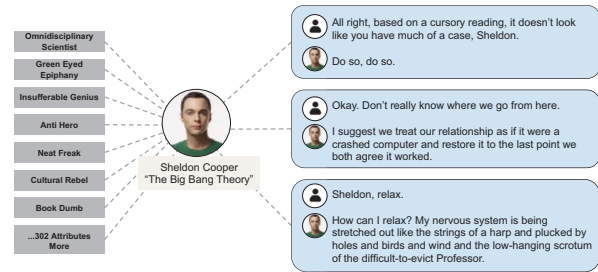 Omnidisciplinary
Scientist
Green Eyed
Epiphany
Insufferable Genius
Anti Hero
Neat Freak
Cultural Rebel
Book Dumb
...302 Attributes
More
Sheldon Cooper
“The Big Bang Theory”
All right, based on a cursory reading, it doesn’t look
like you have much of a case, Sheldon.
Do so, do so.
Okay. Don’t really know where we go from here.
I suggest we treat our relationship as if it were a
crashed computer and restore it to the last point we
both agree it worked.
Sheldon, relax.
How can I relax? My nervous system is being
stretched out like the strings of a harp and plucked by
holes and birds and wind and the low-hanging scrotum
of the difficult-to-evict Professor.